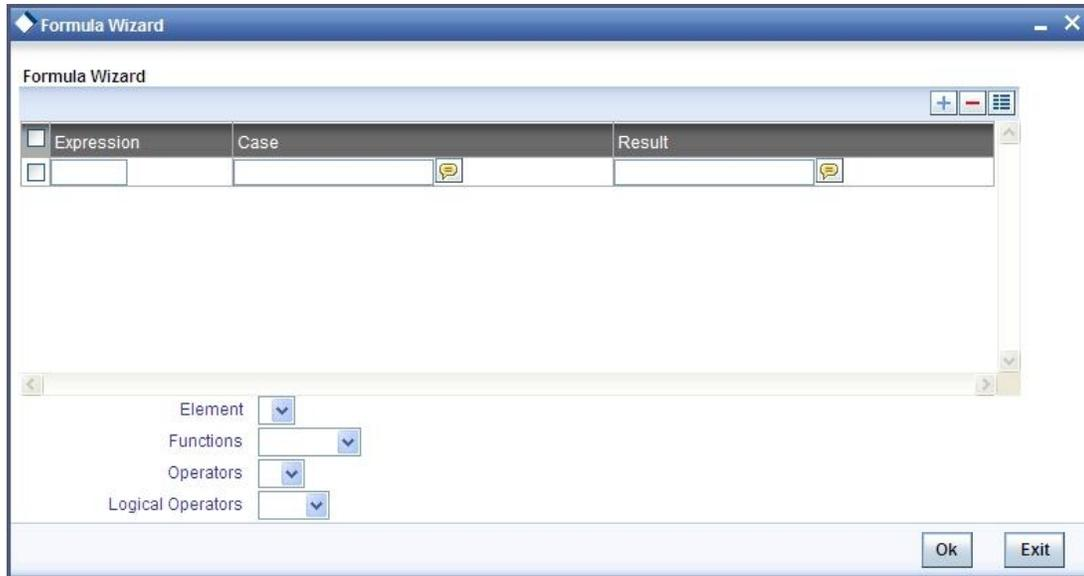 Formula Wizard
Formula Wizard
Expression Case Result
Element
Functions
Operators
Logical Operators
Ok Exit